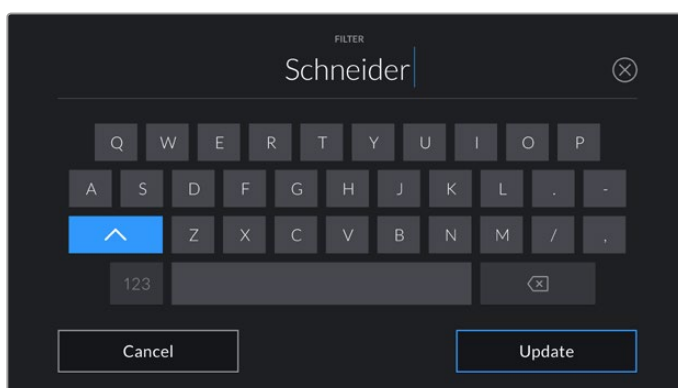 FILTER
Schneider
Q W E R T Y U I O P
A S D F G H J K L . -
Z X C V B N M / ,
123
Cancel Update